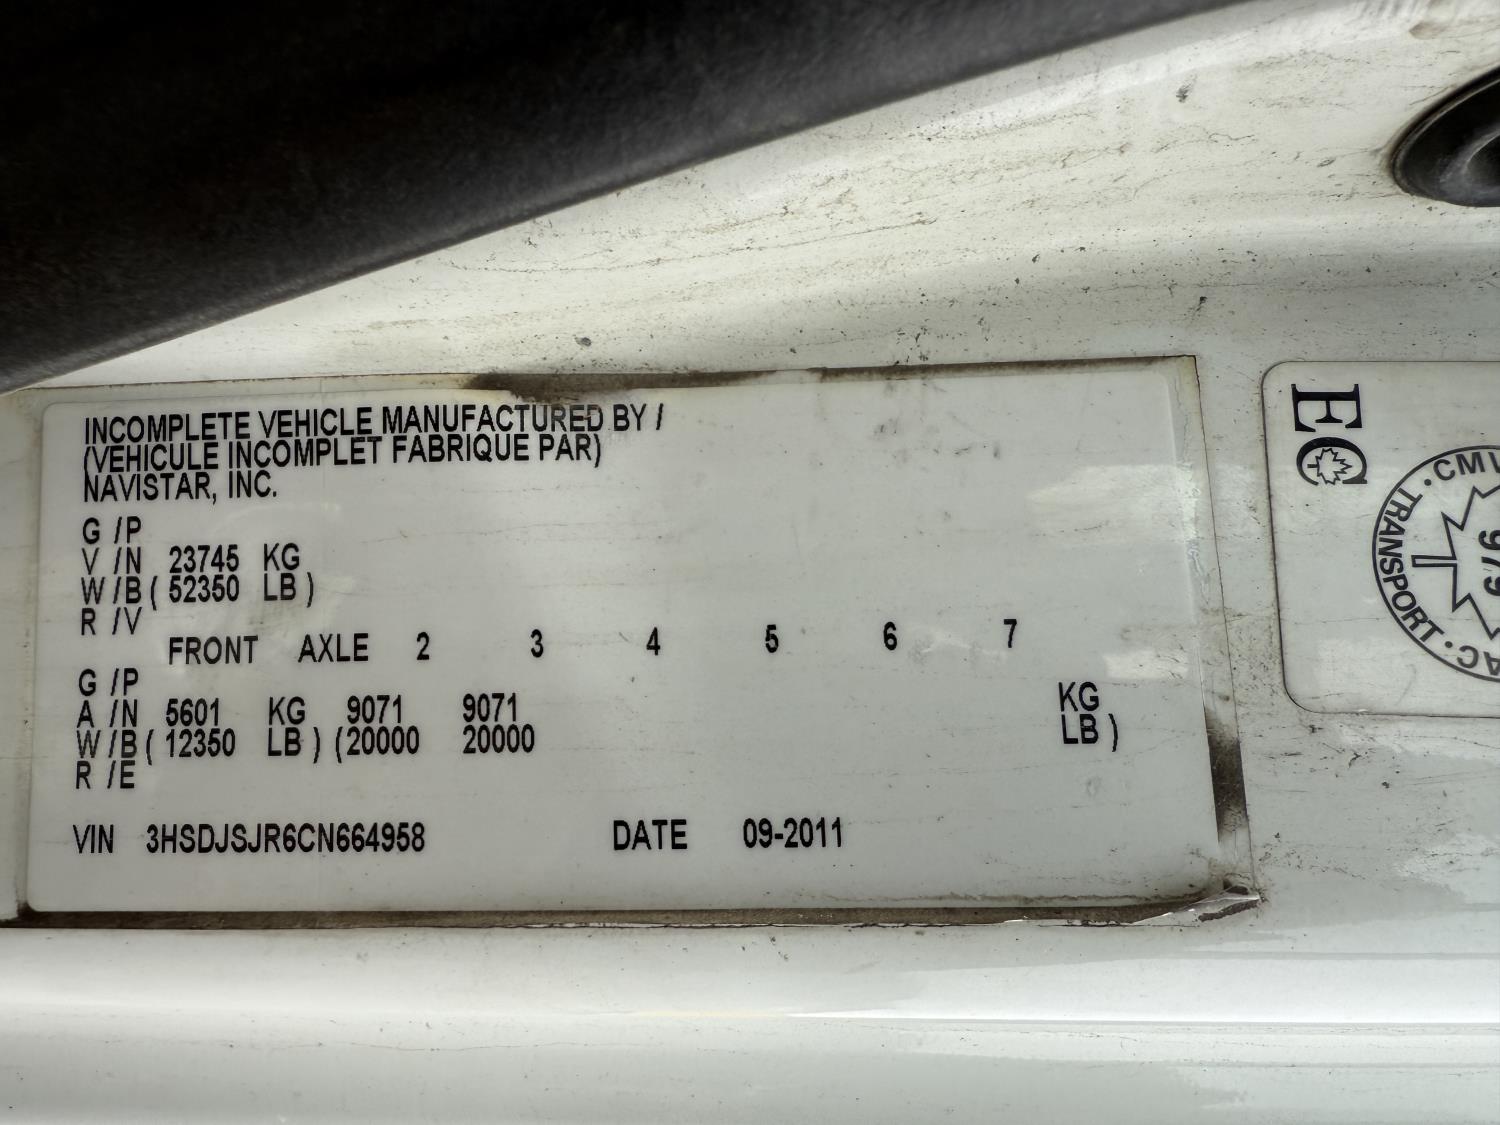 INCOMPLETE VEHICLE MANUFACTURED BY /
(VEHICULE INCOMPLET FABRIQUE PAR)
NAVISTAR, INC.
G /P
V /N 23745 KG
W /B ( 52350 LB )
R /V
FRONT AXLE 2 3 4 5 6 7
G /P
A /N 5601 KG 9071 9071 KG
W /B ( 12350 LB ) (20000 20000 LB )
R /E
VIN 3HSDJSJR6CN664958 DATE 09-2011
EC
TRANSPORT
979